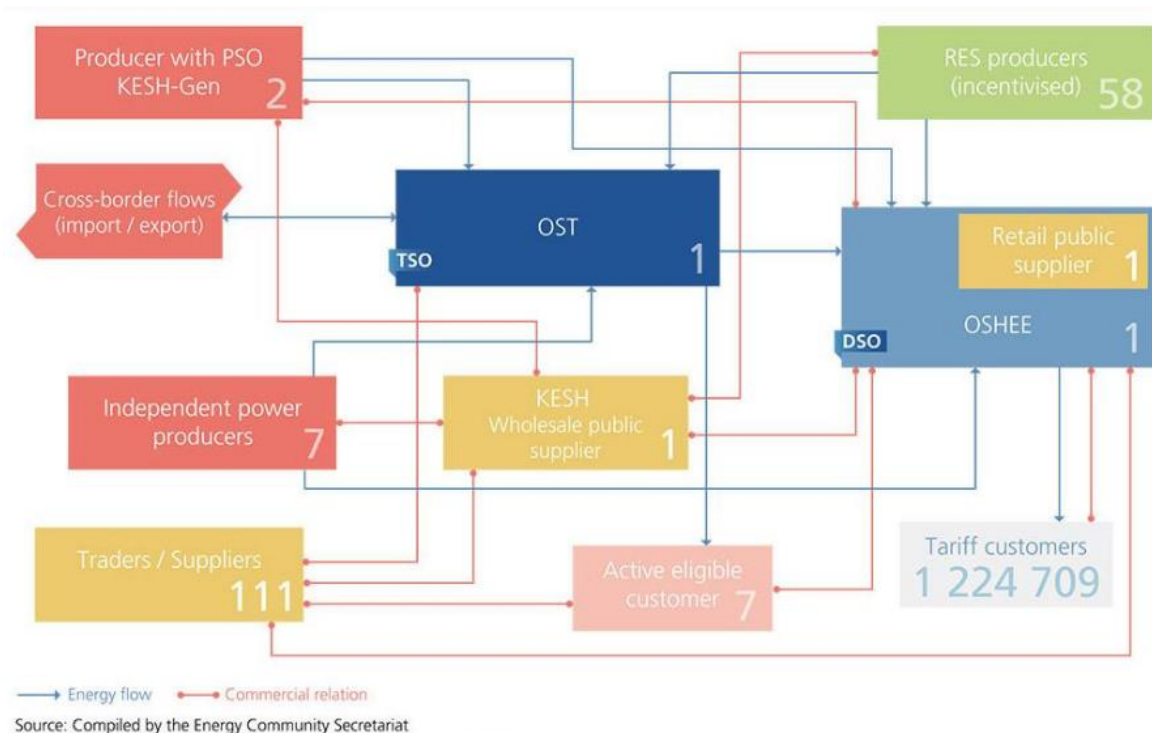 Producer with PSO
KESH-Gen
2
RES producers
(incentivised)
58
Cross-border flows
(import / export)
OST
TSO
1
Retail public
supplier
1
OSHEE
DSO
1
Independent power
producers
7
KESH
Wholesale public
supplier
1
Traders / Suppliers
111
Active eligible
customer
7
Tariff customers
1 224 709
Energy flow
Commercial relation
Source: Compiled by the Energy Community Secretariat